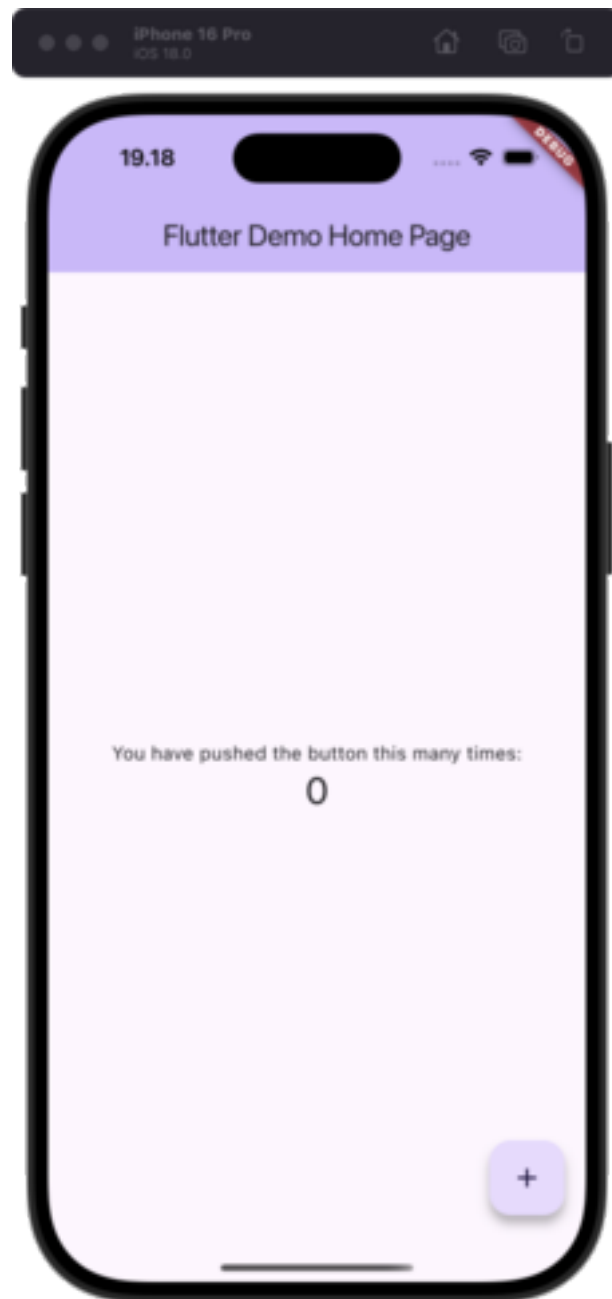 iPhone 16 Pro
iOS 18.0
19.18
DEBUG
Flutter Demo Home Page
You have pushed the button this many times:
0
+